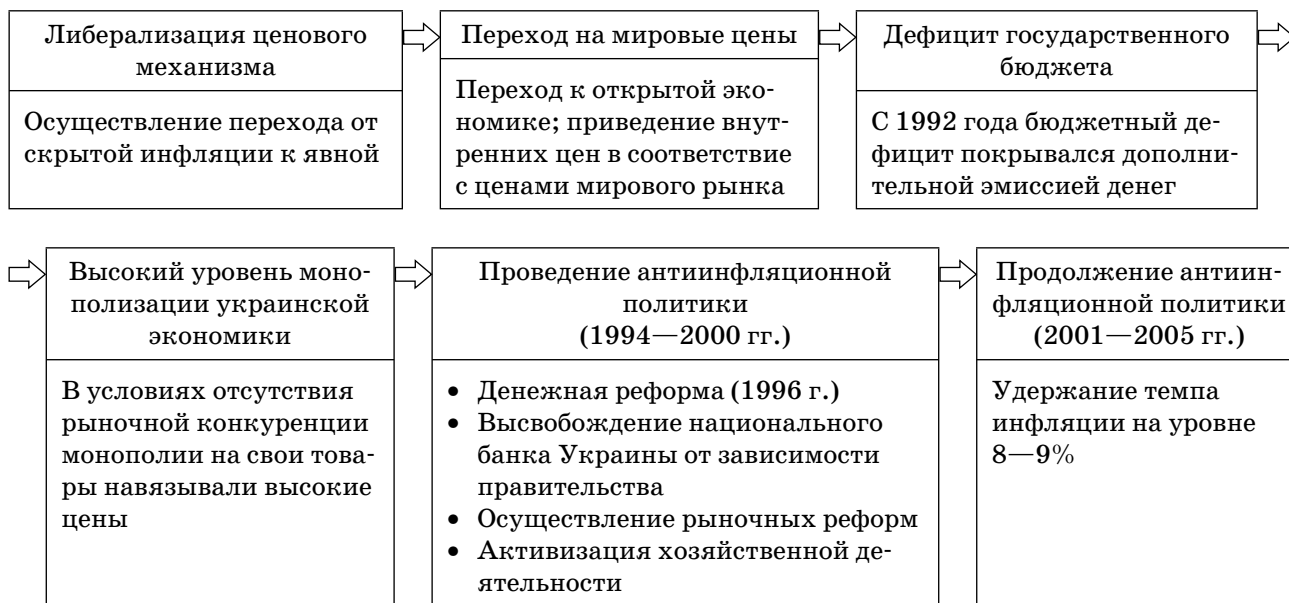 Либерализация ценового
механизма
Осуществление перехода от
скрытой инфляции к явной
Переход на мировые цены
Переход к открытой эко-
номике; приведение внут-
ренних цен в соответствие
с ценами мирового рынка
Дефицит государственного
бюджета
С 1992 года бюджетный де-
фицит покрывался дополни-
тельной эмиссией денег
Высокий уровень моно-
полизации украинской
экономики
В условиях отсутствия
рыночной конкуренции
монополии на свои това-
ры навязывали высокие
цены
Проведение антиинфляционной
политики
(1994—2000 гг.)
• Денежная реформа (1996 г.)
• Высвобождение национального
банка Украины от зависимости
правительства
• Осуществление рыночных реформ
• Активизация хозяйственной де-
ятельности
Продолжение антиин-
фляционной политики
(2001—2005 гг.)
Удержание темпа
инфляции на уровне
8—9%